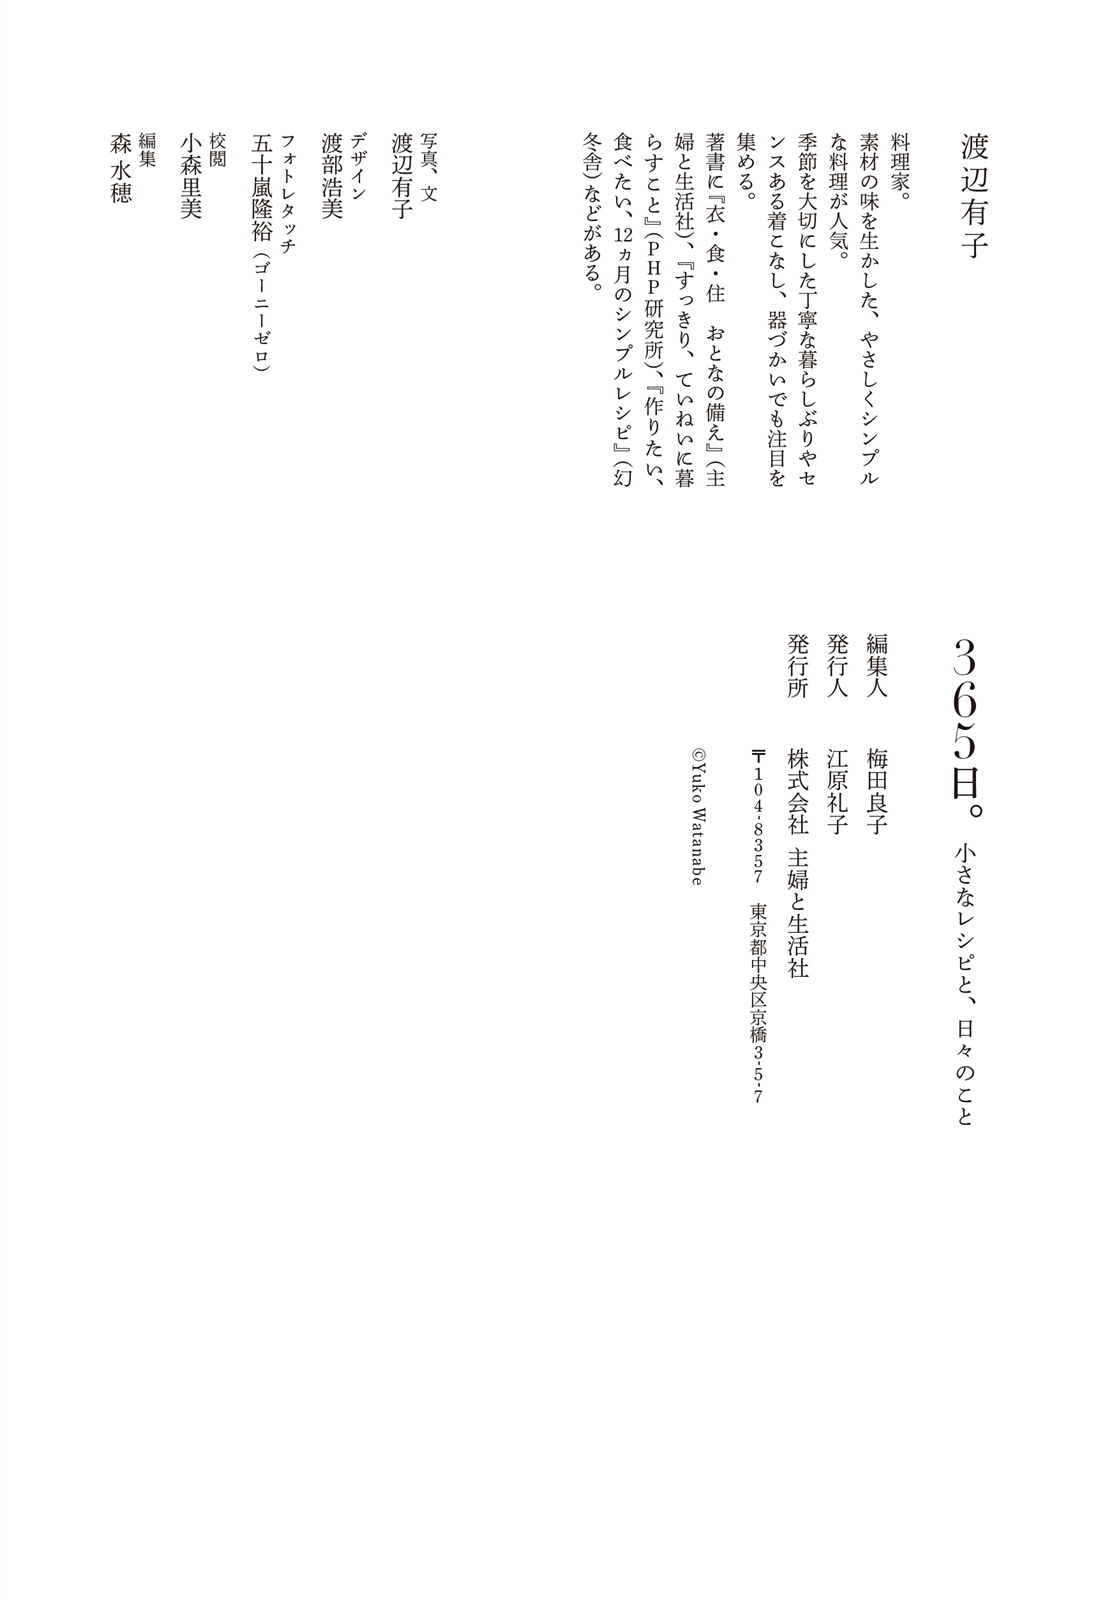 渡辺有子
料理家。
素材の味を生かした、やさしくシンプル
な料理が人気。
季節を大切にした丁寧な暮らしぶりやセ
ンスある着こなし、器づかいでも注目を
集める。
著書に『衣・食・住　おとなの備え』（主
婦と生活社）、『すっきり、ていねいに暮
らすこと』（PHP研究所）、『作りたい、
食べたい、12ヵ月のシンプルレシピ』（幻
冬舎）などがある。
写真、文
渡辺有子
デザイン
渡部浩美
フォトレタッチ
五十嵐隆裕（ゴーニーゼロ）
校閲
小森里美
編集
森 水穂
365日。 小さなレシピと、日々のこと
編集人　梅田良子
発行人　江原礼子
発行所　株式会社 主婦と生活社
〒104-8357　東京都中央区京橋3-5-7
©Yuko Watanabe